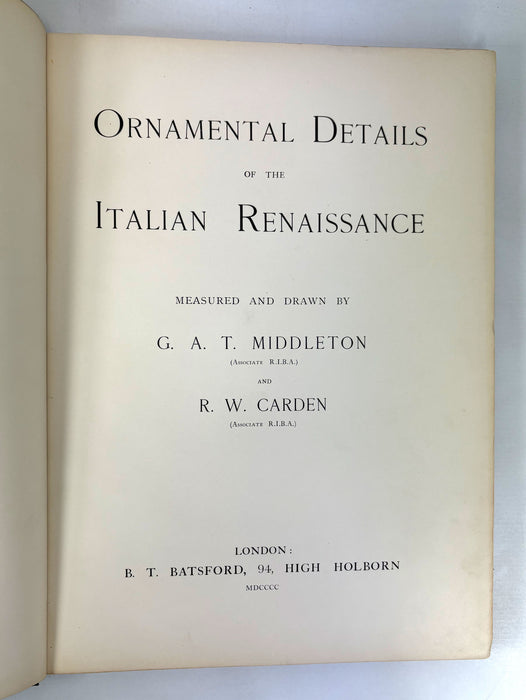 ORNAMENTAL DETAILS
OF THE
ITALIAN RENAISSANCE
MEASURED AND DRAWN BY
G. A. T. MIDDLETON
(ASSOCIATE R.I.B.A.)
AND
R. W. CARDEN
(ASSOCIATE R.I.B.A.)
LONDON:
B. T. BATSFORD, 94, HIGH HOLBORN
MDCCCC